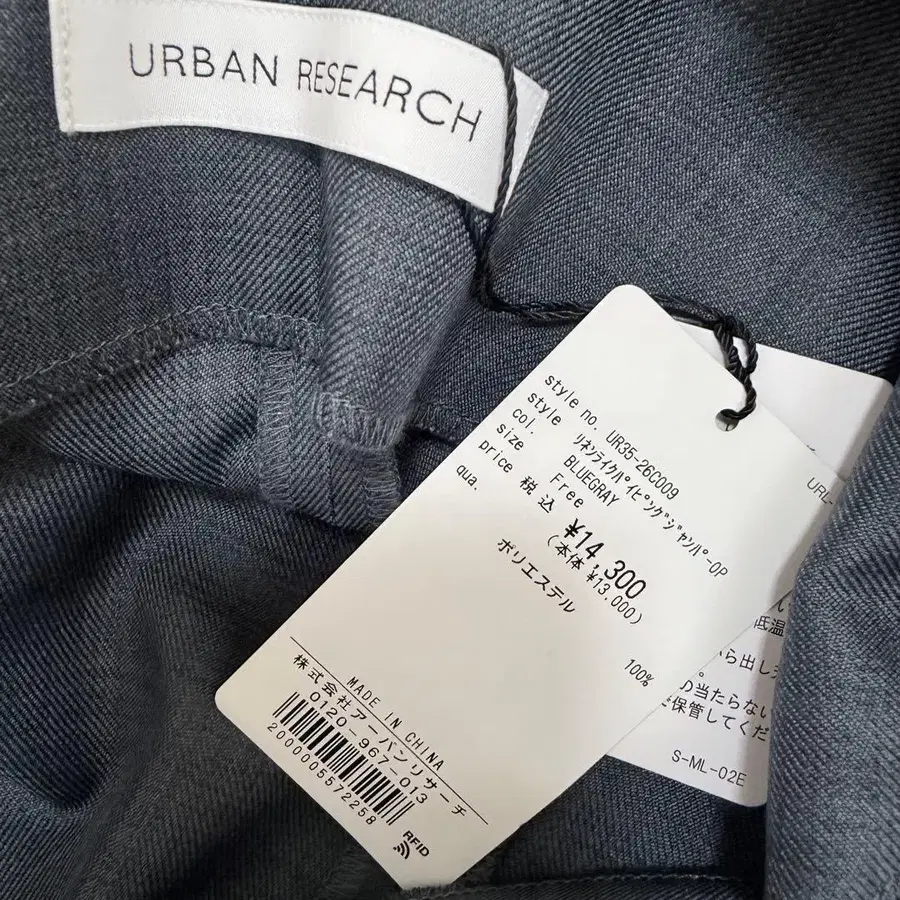 URBAN RESEARCH
style no. UR35-26C009
style ﾘﾈﾝﾗｲｸﾊﾟｲﾋﾟﾝｸﾞｼﾞｬﾝﾊﾟｰOP
col. BLUEGRAY
size Free
price 税込 ¥14,300
(本体 ¥13,000)
qua. ポリエステル 100%
MADE IN CHINA
株式会社アーバンリサーチ
0120-967-013
2000005572258
RFID
URL-
低温
から出し
の当たらない
保管してくだ
S-ML-02E